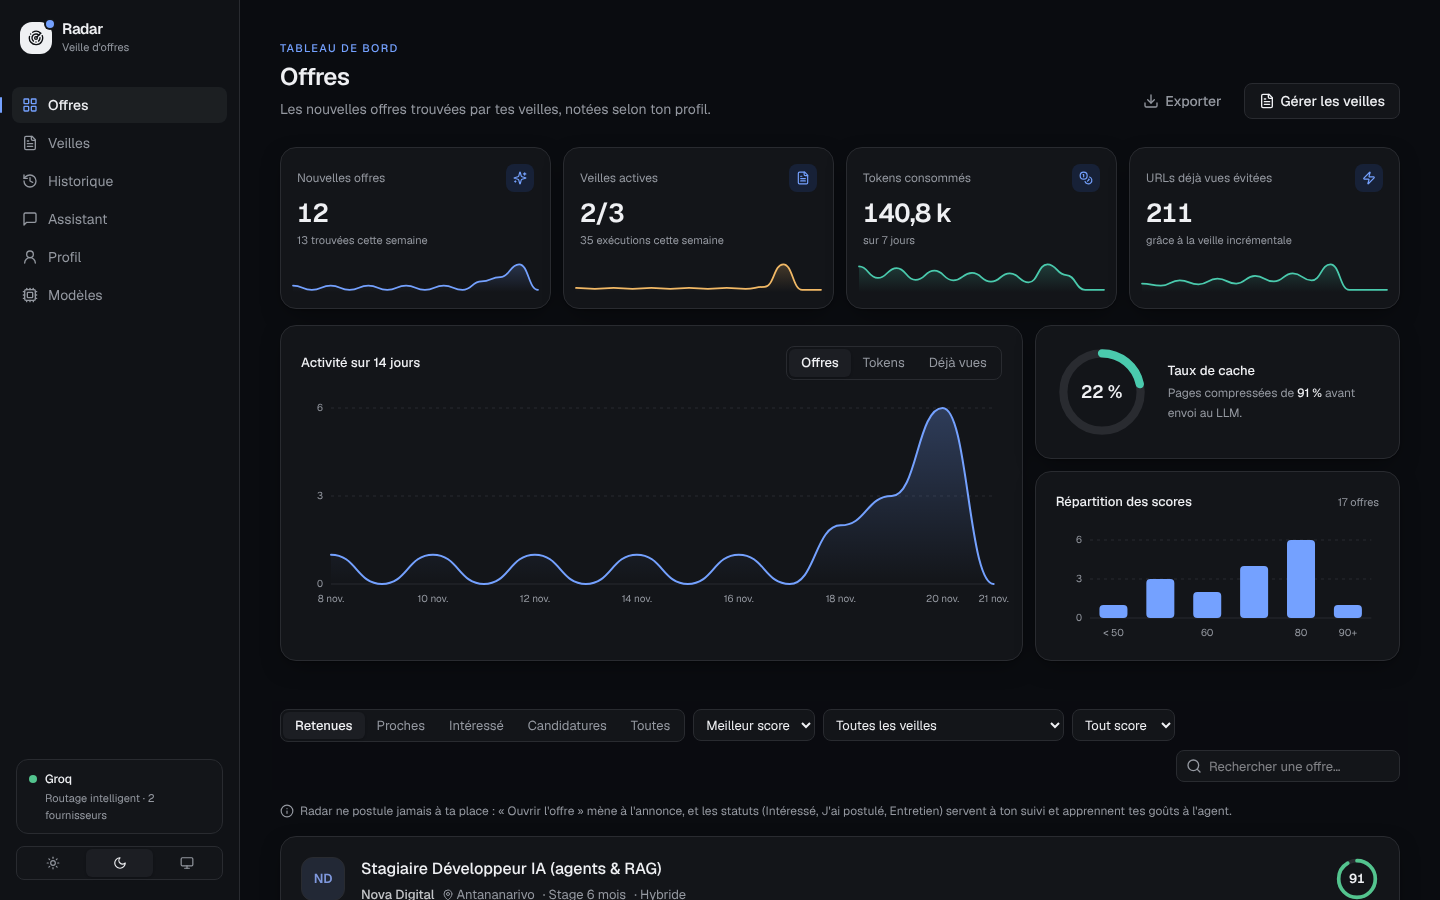 Radar
Veille d'offres
Offres
Veilles
Historique
Assistant
Profil
Modèles
Groq
Routage intelligent · 2
fournisseurs
TABLEAU DE BORD
Offres
Les nouvelles offres trouvées par tes veilles, notées selon ton profil.
Exporter
Gérer les veilles
Nouvelles offres
12
13 trouvées cette semaine
Veilles actives
2/3
35 exécutions cette semaine
Tokens consommés
140,8 k
sur 7 jours
URLs déjà vues évitées
211
grâce à la veille incrémentale
Activité sur 14 jours
Offres Tokens Déjà vues
6
3
0
8 nov. 10 nov. 12 nov. 14 nov. 16 nov. 18 nov. 20 nov. 21 nov.
22 %
Taux de cache
Pages compressées de 91 % avant
envoi au LLM.
Répartition des scores
17 offres
6
3
0
< 50 60 80 90+
Retenues Proches Intéressé Candidatures Toutes
Meilleur score
Toutes les veilles
Tout score
Rechercher une offre...
Radar ne postule jamais à ta place : « Ouvrir l'offre » mène à l'annonce, et les statuts (Intéressé, J'ai postulé, Entretien) servent à ton suivi et apprennent tes goûts à l'agent.
ND
Stagiaire Développeur IA (agents & RAG)
Nova Digital Antananarivo · Stage 6 mois · Hybride
91